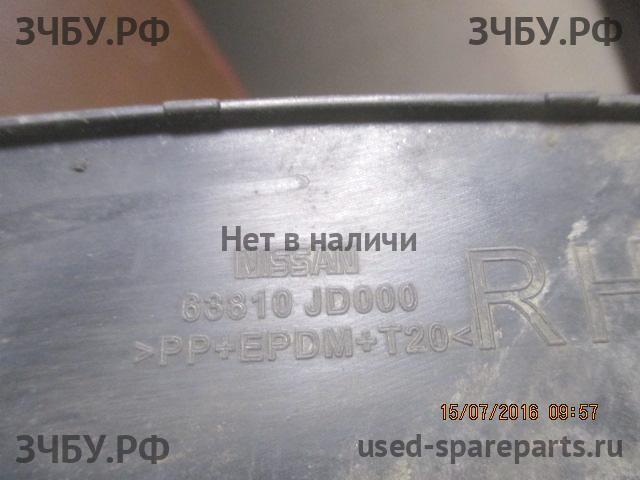 ЗЧБУ.РФ ЗЧБУ.РФ
Нет в наличи
NISSAN
63810 JD000
>PP+EPDM+T20<
RH
15/07/2016 09:57
ЗЧБУ.РФ used-spareparts.ru